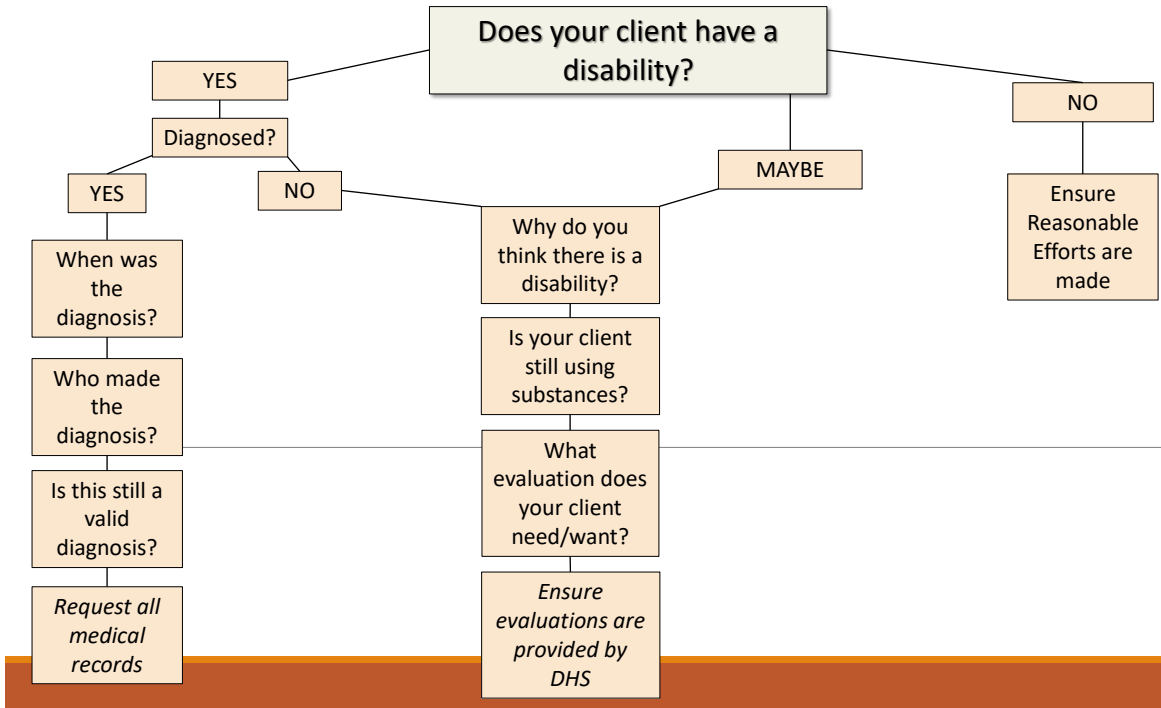 Does your client have a
disability?
YES
Diagnosed?
YES
NO
When was
the
diagnosis?
Who made
the
diagnosis?
Is this still a
valid
diagnosis?
Request all
medical
records
MAYBE
Why do you
think there is a
disability?
Is your client
still using
substances?
What
evaluation does
your client
need/want?
Ensure
evaluations are
provided by
DHS
NO
Ensure
Reasonable
Efforts are
made